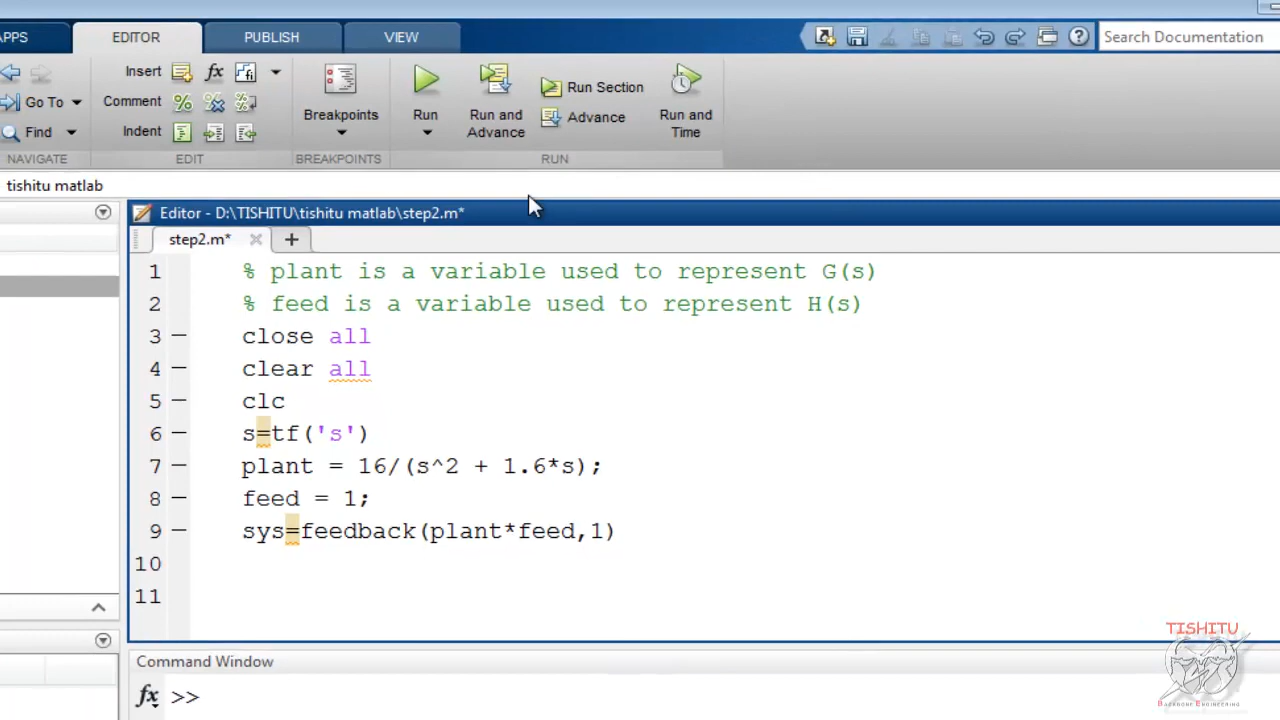 APPS EDITOR PUBLISH VIEW Search Documentation
Insert fx
Comment
Indent
Go To
Find
Breakpoints
Run
Run and Advance
Run Section
Advance
Run and Time
NAVIGATE EDIT BREAKPOINTS RUN
tishitu matlab
Editor - D:\TISHITU\tishitu matlab\step2.m*
step2.m*
1 % plant is a variable used to represent G(s)
2 % feed is a variable used to represent H(s)
3 — close all
4 — clear all
5 — clc
6 — s=tf('s')
7 — plant = 16/(s^2 + 1.6*s);
8 — feed = 1;
9 — sys=feedback(plant*feed,1)
10
11
Command Window
fx >>
TISHITU
BACKBONE ENGINEERING